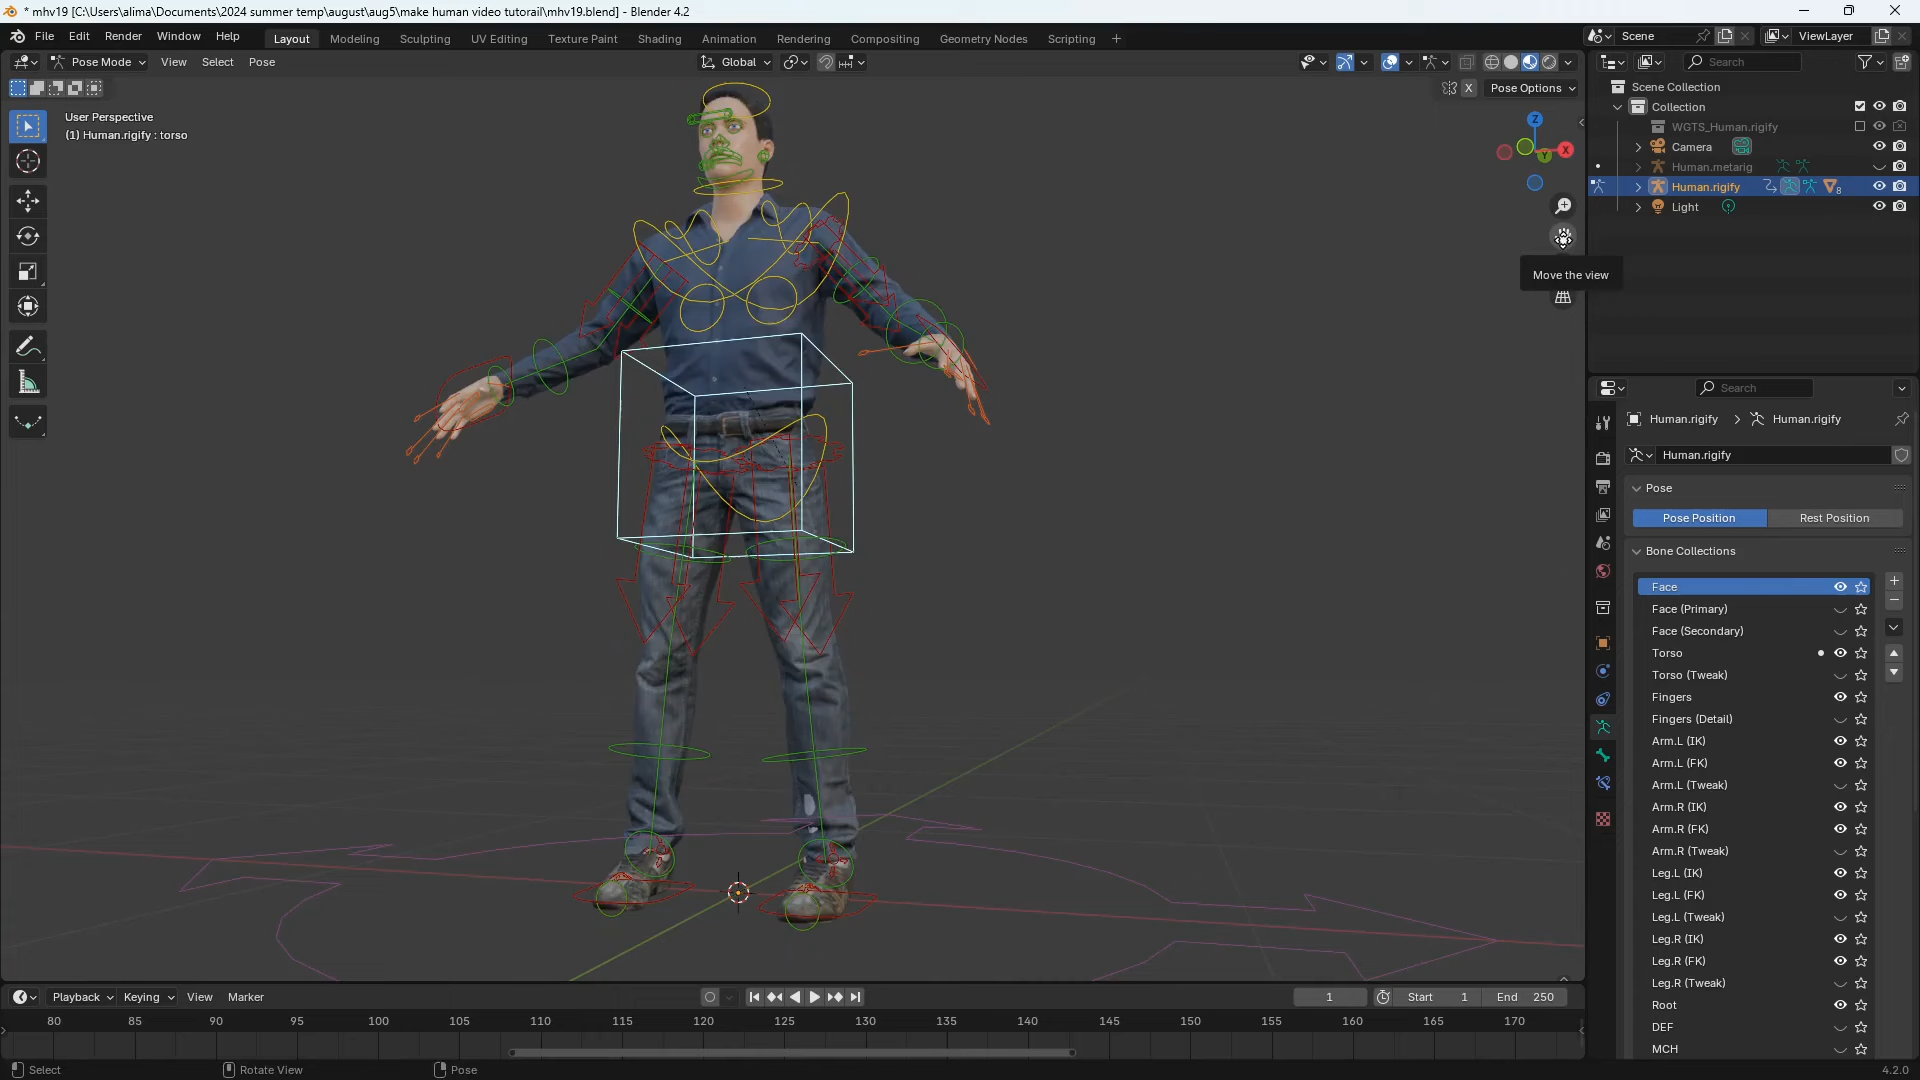 * mhv19 [C:\Users\alima\Documents\2024 summer temp\august\aug5\make human video tutorail\mhv19.blend] - Blender 4.2
File Edit Render Window Help
Layout Modeling Sculpting UV Editing Texture Paint Shading Animation Rendering Compositing Geometry Nodes Scripting +
Scene
ViewLayer
Pose Mode View Select Pose
Global
Search
X Pose Options
User Perspective
(1) Human.rigify : torso
Z
X
Y
Move the view
Scene Collection
Collection
WGTS_Human.rigify
Camera
Human.metarig
Human.rigify 8
Light
Search
Human.rigify > Human.rigify
Human.rigify
Pose
Pose Position Rest Position
Bone Collections
Face
Face (Primary)
Face (Secondary)
Torso
Torso (Tweak)
Fingers
Fingers (Detail)
Arm.L (IK)
Arm.L (FK)
Arm.L (Tweak)
Arm.R (IK)
Arm.R (FK)
Arm.R (Tweak)
Leg.L (IK)
Leg.L (FK)
Leg.L (Tweak)
Leg.R (IK)
Leg.R (FK)
Leg.R (Tweak)
Root
DEF
MCH
Playback Keying View Marker
1 Start 1 End 250
80 85 90 95 100 105 110 115 120 125 130 135 140 145 150 155 160 165 170
Select Rotate View Pose
4.2.0